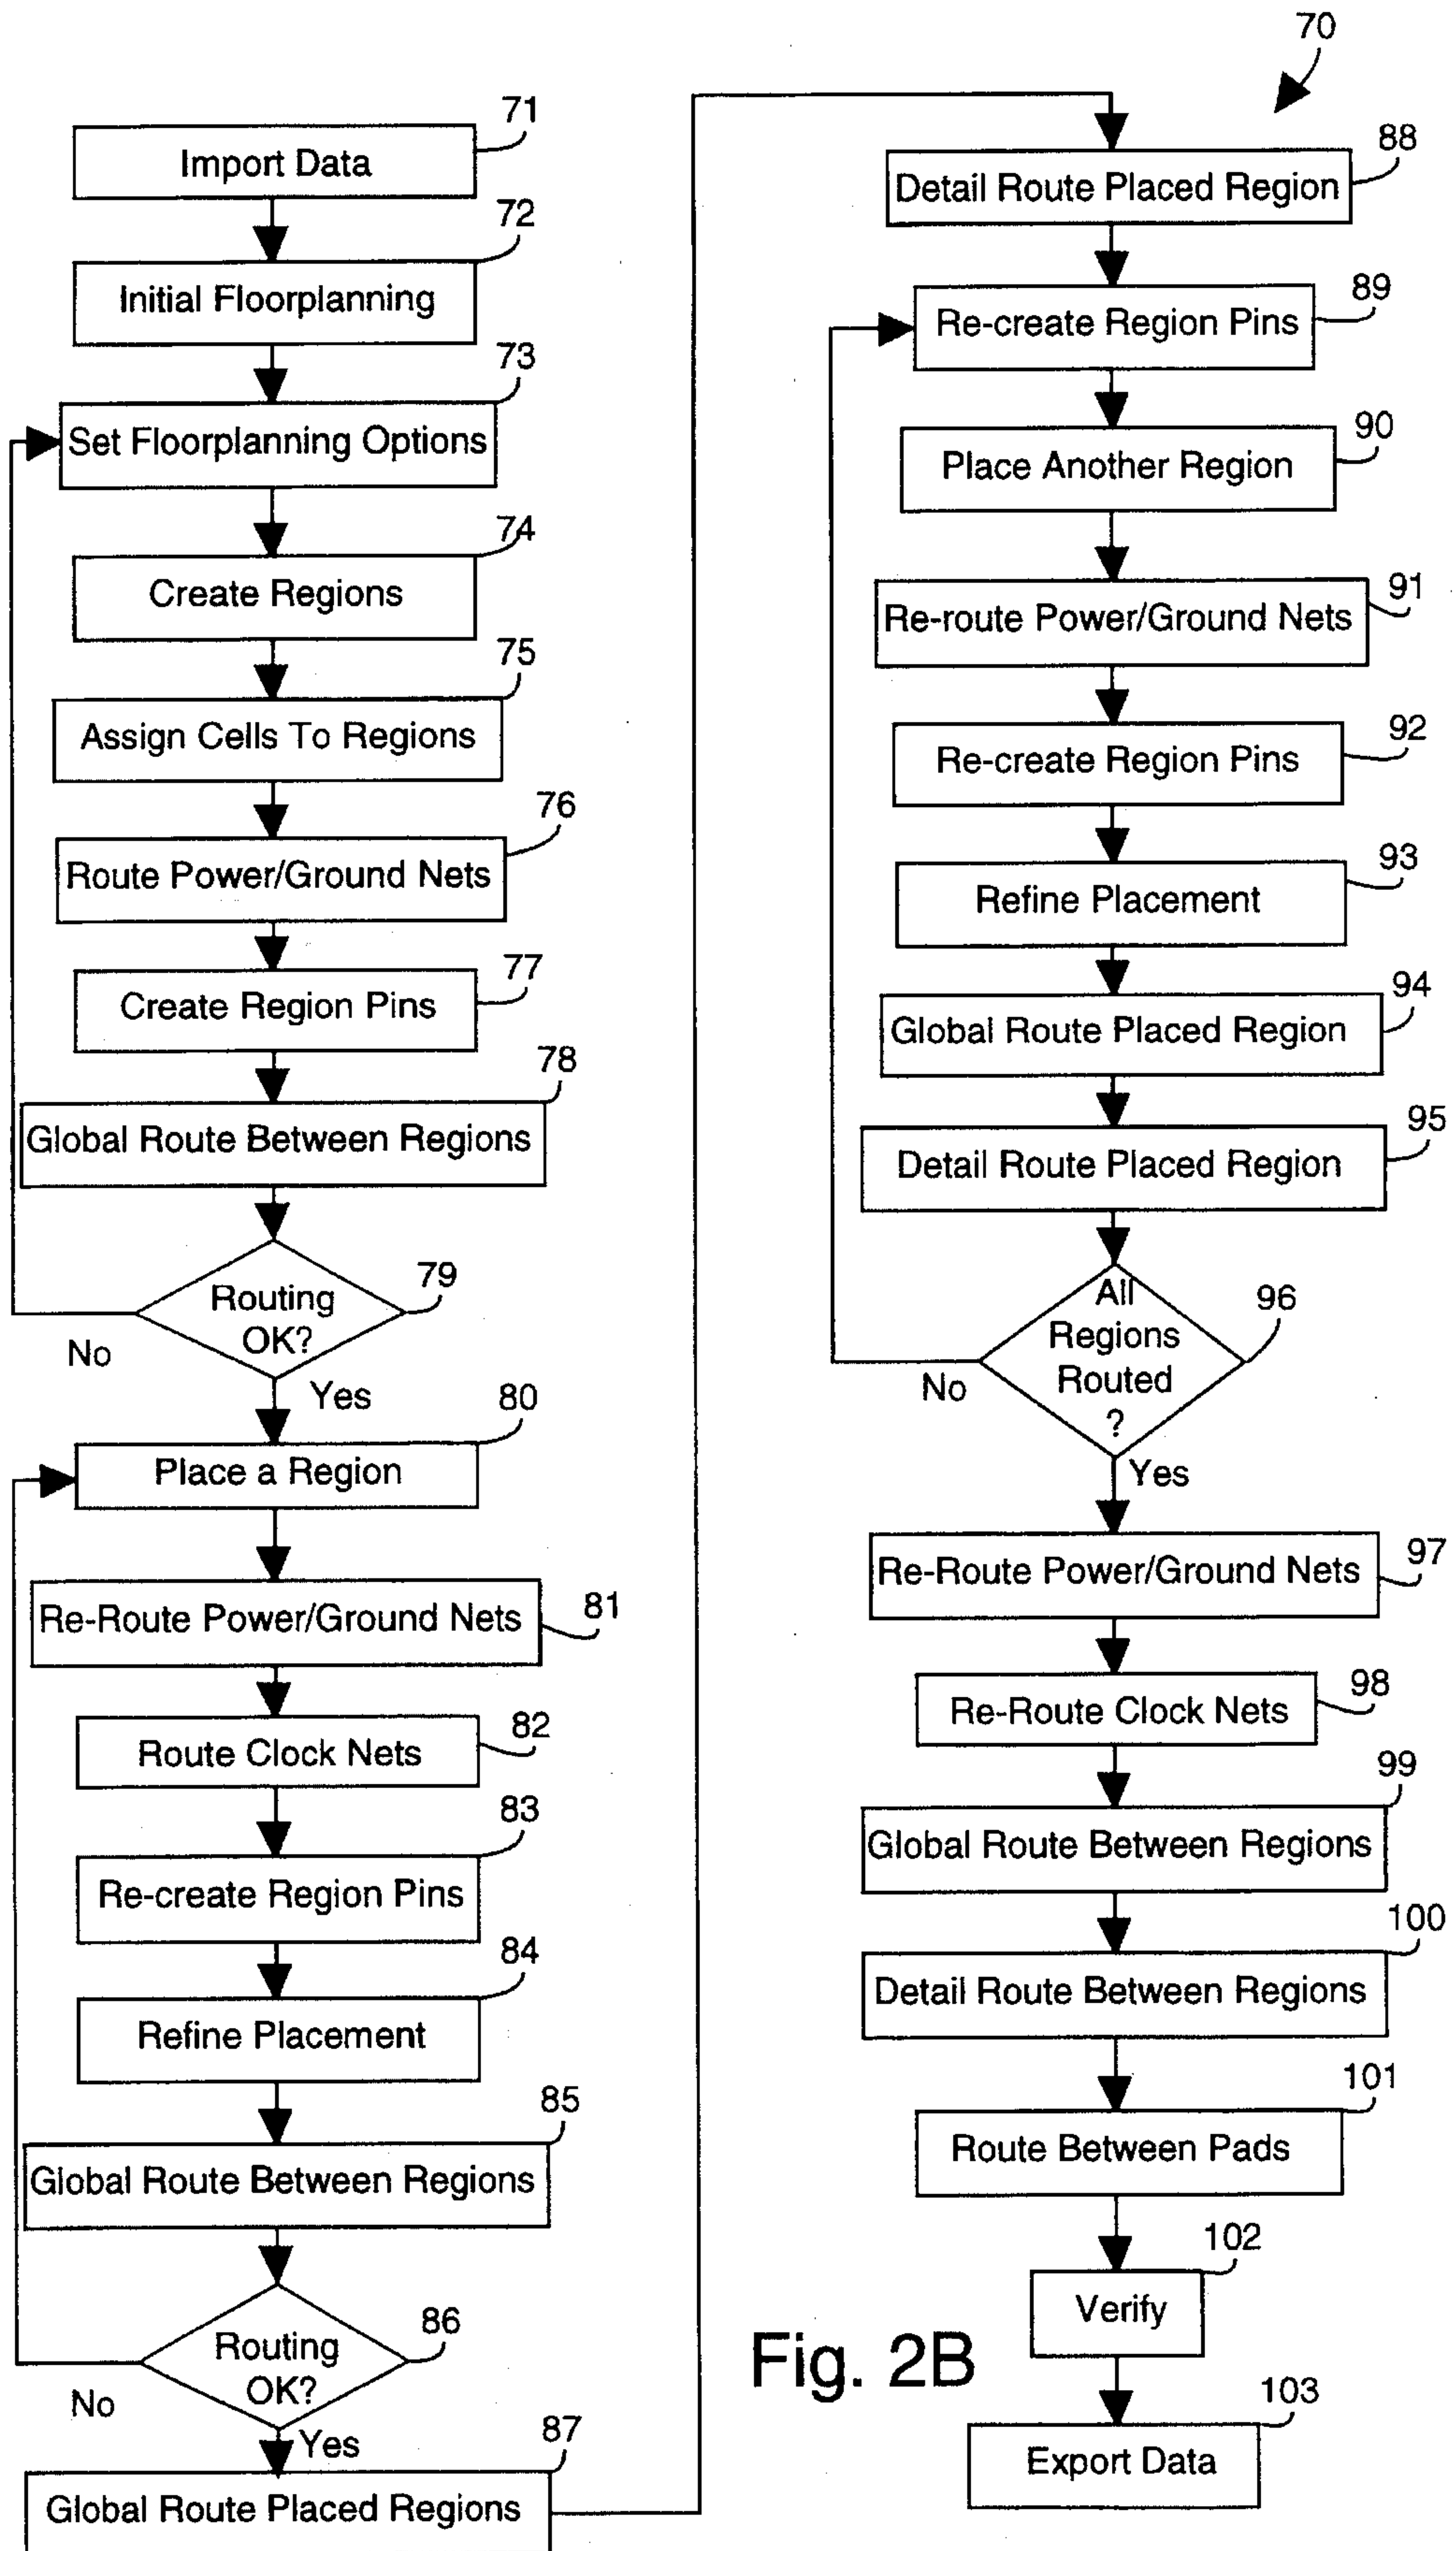 70
71
Import Data
72
Initial Floorplanning
73
Set Floorplanning Options
74
Create Regions
75
Assign Cells To Regions
76
Route Power/Ground Nets
77
Create Region Pins
78
Global Route Between Regions
79
Routing
OK?
No
Yes
80
Place a Region
81
Re-Route Power/Ground Nets
82
Route Clock Nets
83
Re-create Region Pins
84
Refine Placement
85
Global Route Between Regions
86
Routing
OK?
No
Yes
87
Global Route Placed Regions
88
Detail Route Placed Region
89
Re-create Region Pins
90
Place Another Region
91
Re-route Power/Ground Nets
92
Re-create Region Pins
93
Refine Placement
94
Global Route Placed Region
95
Detail Route Placed Region
96
All
Regions
Routed
?
No
Yes
97
Re-Route Power/Ground Nets
98
Re-Route Clock Nets
99
Global Route Between Regions
100
Detail Route Between Regions
101
Route Between Pads
102
Verify
103
Export Data
Fig. 2B